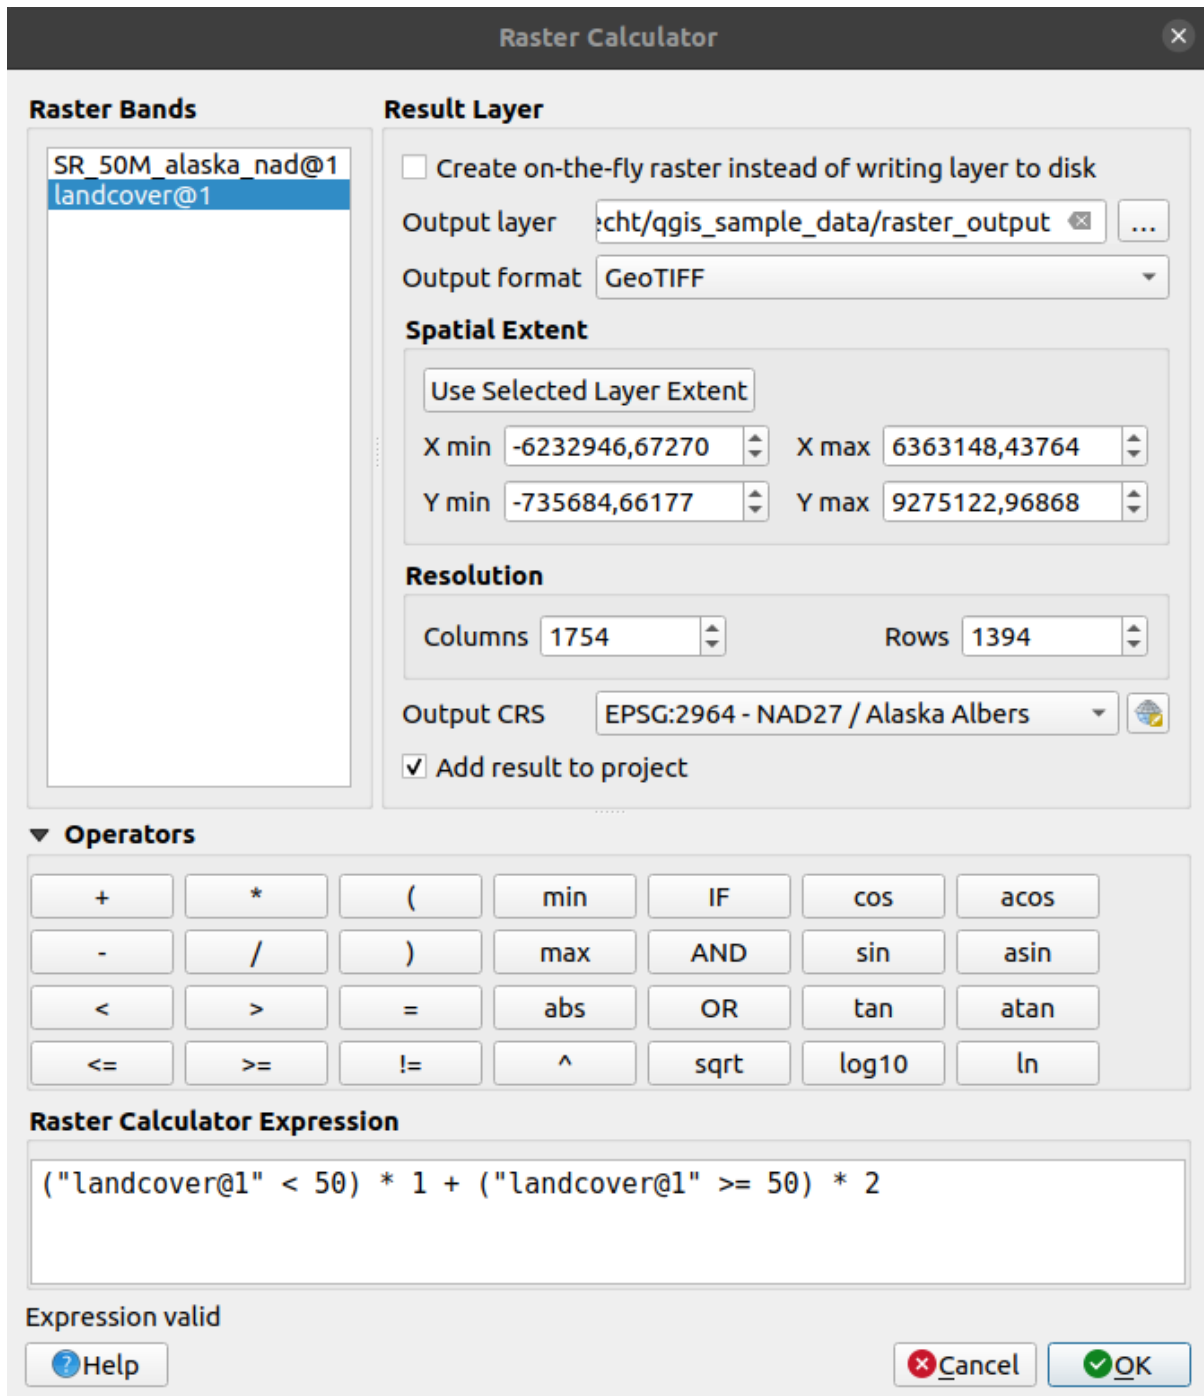 Raster Calculator
Raster Bands
SR_50M_alaska_nad@1
landcover@1
Result Layer
Create on-the-fly raster instead of writing layer to disk
Output layer echt/qgis_sample_data/raster_output ...
Output format GeoTIFF
Spatial Extent
Use Selected Layer Extent
X min -6232946,67270 X max 6363148,43764
Y min -735684,66177 Y max 9275122,96868
Resolution
Columns 1754 Rows 1394
Output CRS EPSG:2964 - NAD27 / Alaska Albers
Add result to project
Operators
+ * ( min IF cos acos
- / ) max AND sin asin
< > = abs OR tan atan
<= >= != ^ sqrt log10 ln
Raster Calculator Expression
("landcover@1" < 50) * 1 + ("landcover@1" >= 50) * 2
Expression valid
Help Cancel OK